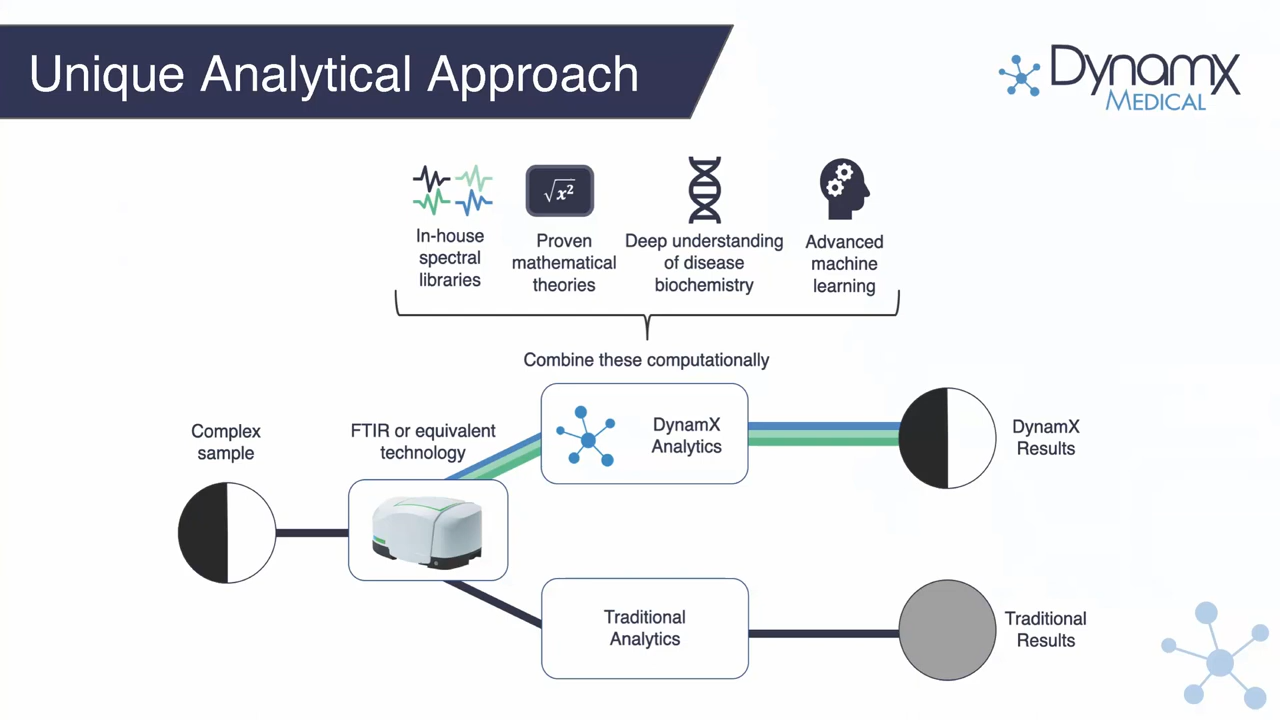 Unique Analytical Approach
Dynamx
MEDICAL
In-house
spectral
libraries
√x²
Proven
mathematical
theories
Deep understanding
of disease
biochemistry
Advanced
machine
learning
Combine these computationally
Complex
sample
FTIR or equivalent
technology
DynamX
Analytics
DynamX
Results
Traditional
Analytics
Traditional
Results